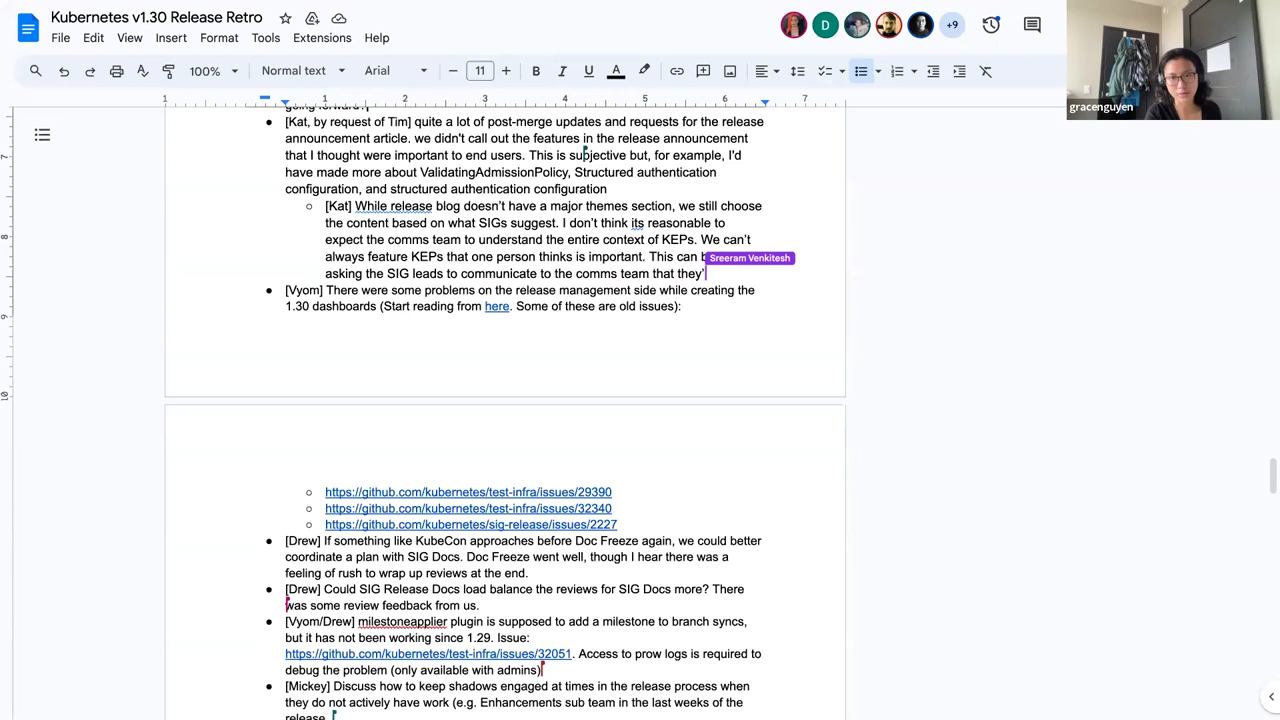 Kubernetes v1.30 Release Retro
File Edit View Insert Format Tools Extensions Help
+9
100% Normal text Arial 11
gracenguyen
1 1 2 3 4 5 6 7
going forward?
[Kat, by request of Tim] quite a lot of post-merge updates and requests for the release
announcement article. we didn't call out the features in the release announcement
that I thought were important to end users. This is subjective but, for example, I'd
have made more about ValidatingAdmissionPolicy, Structured authentication
configuration, and structured authentication configuration
[Kat] While release blog doesn't have a major themes section, we still choose
the content based on what SIGs suggest. I don't think its reasonable to
expect the comms team to understand the entire context of KEPs. We can't
always feature KEPs that one person thinks is important. This can b
Sreeram Venkitesh
asking the SIG leads to communicate to the comms team that they'
[Vyom] There were some problems on the release management side while creating the
1.30 dashboards (Start reading from here. Some of these are old issues):
7
8
9
10
https://github.com/kubernetes/test-infra/issues/29390
https://github.com/kubernetes/test-infra/issues/32340
https://github.com/kubernetes/sig-release/issues/2227
[Drew] If something like KubeCon approaches before Doc Freeze again, we could better
coordinate a plan with SIG Docs. Doc Freeze went well, though I hear there was a
feeling of rush to wrap up reviews at the end.
[Drew] Could SIG Release Docs load balance the reviews for SIG Docs more? There
was some review feedback from us.
[Vyom/Drew] milestoneapplier plugin is supposed to add a milestone to branch syncs,
but it has not been working since 1.29. Issue:
https://github.com/kubernetes/test-infra/issues/32051. Access to prow logs is required to
debug the problem (only available with admins)
[Mickey] Discuss how to keep shadows engaged at times in the release process when
they do not actively have work (e.g. Enhancements sub team in the last weeks of the
release.